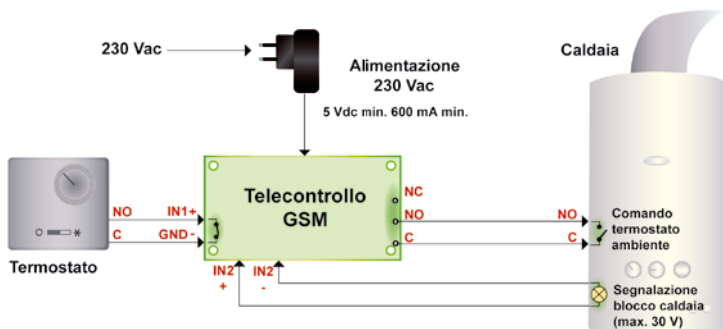 230 Vac
Alimentazione
230 Vac
5 Vdc min. 600 mA min.
Caldaia
Termostato
NO
C
IN1+
GND -
Telecontrollo
GSM
NC
NO
C
IN2
+
IN2
-
NO
C
Comando
termostato
ambiente
Segnalazione
blocco caldaia
(max. 30 V)